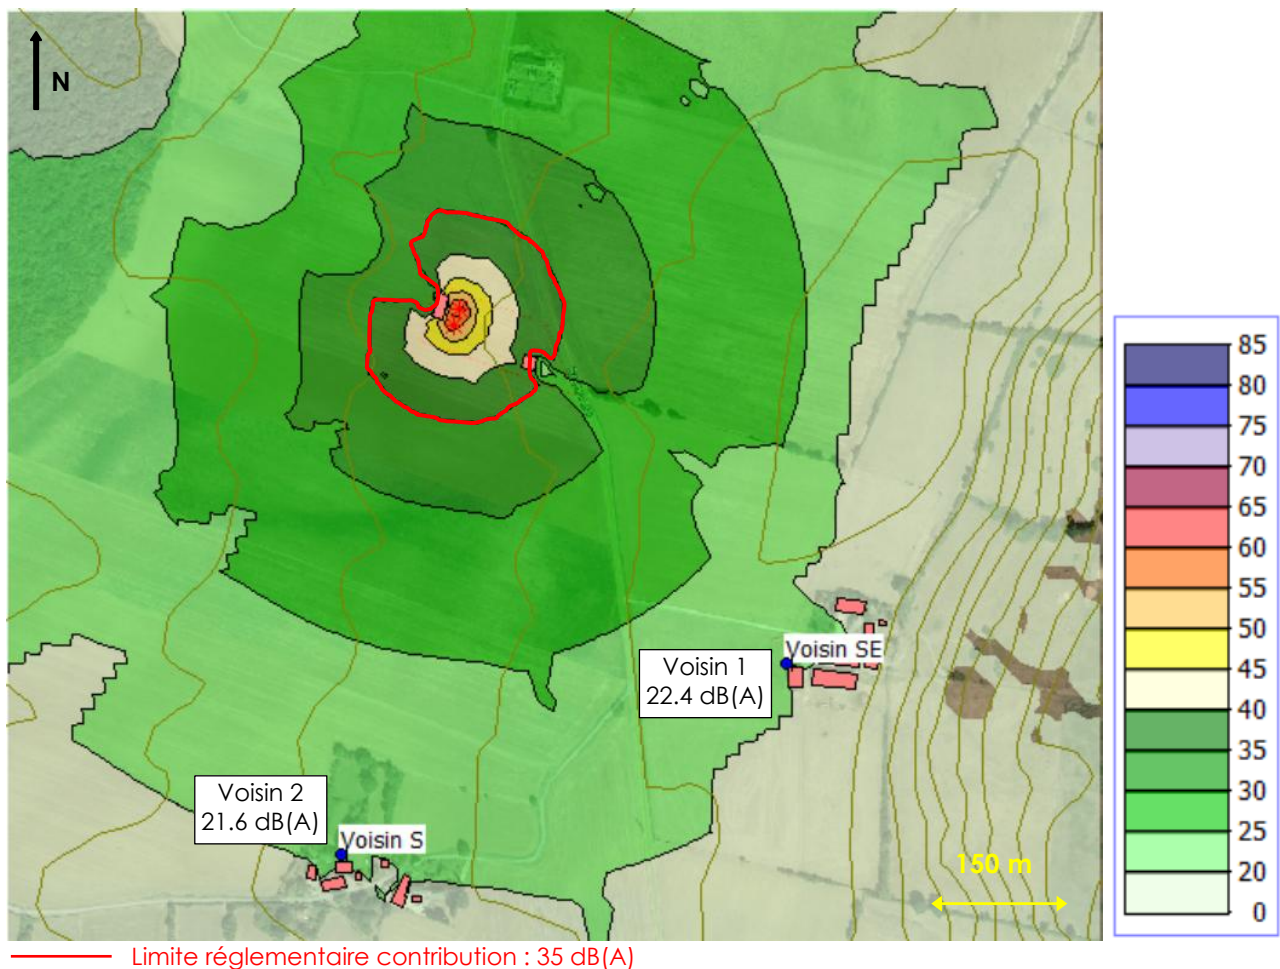 N
85
80
75
70
65
60
55
50
45
40
35
30
25
20
0
Voisin SE
Voisin 1
22.4 dB(A)
Voisin 2
21.6 dB(A)
Voisin S
150 m
Limite réglementaire contribution : 35 dB(A)